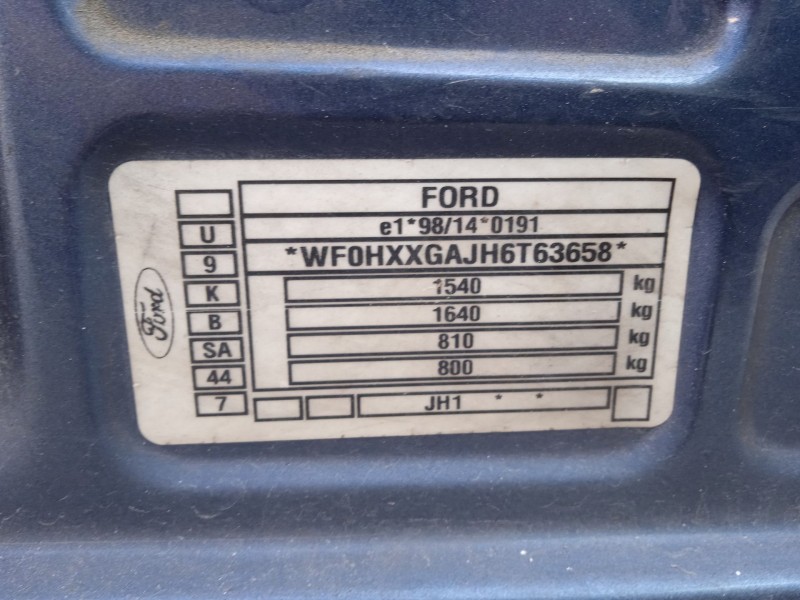 Ford
U
9
K
B
SA
44
7
FORD
e1*98/14*0191
*WF0HXXGAJH6T63658*
1540 kg
1640 kg
810 kg
800 kg
JH1 * *